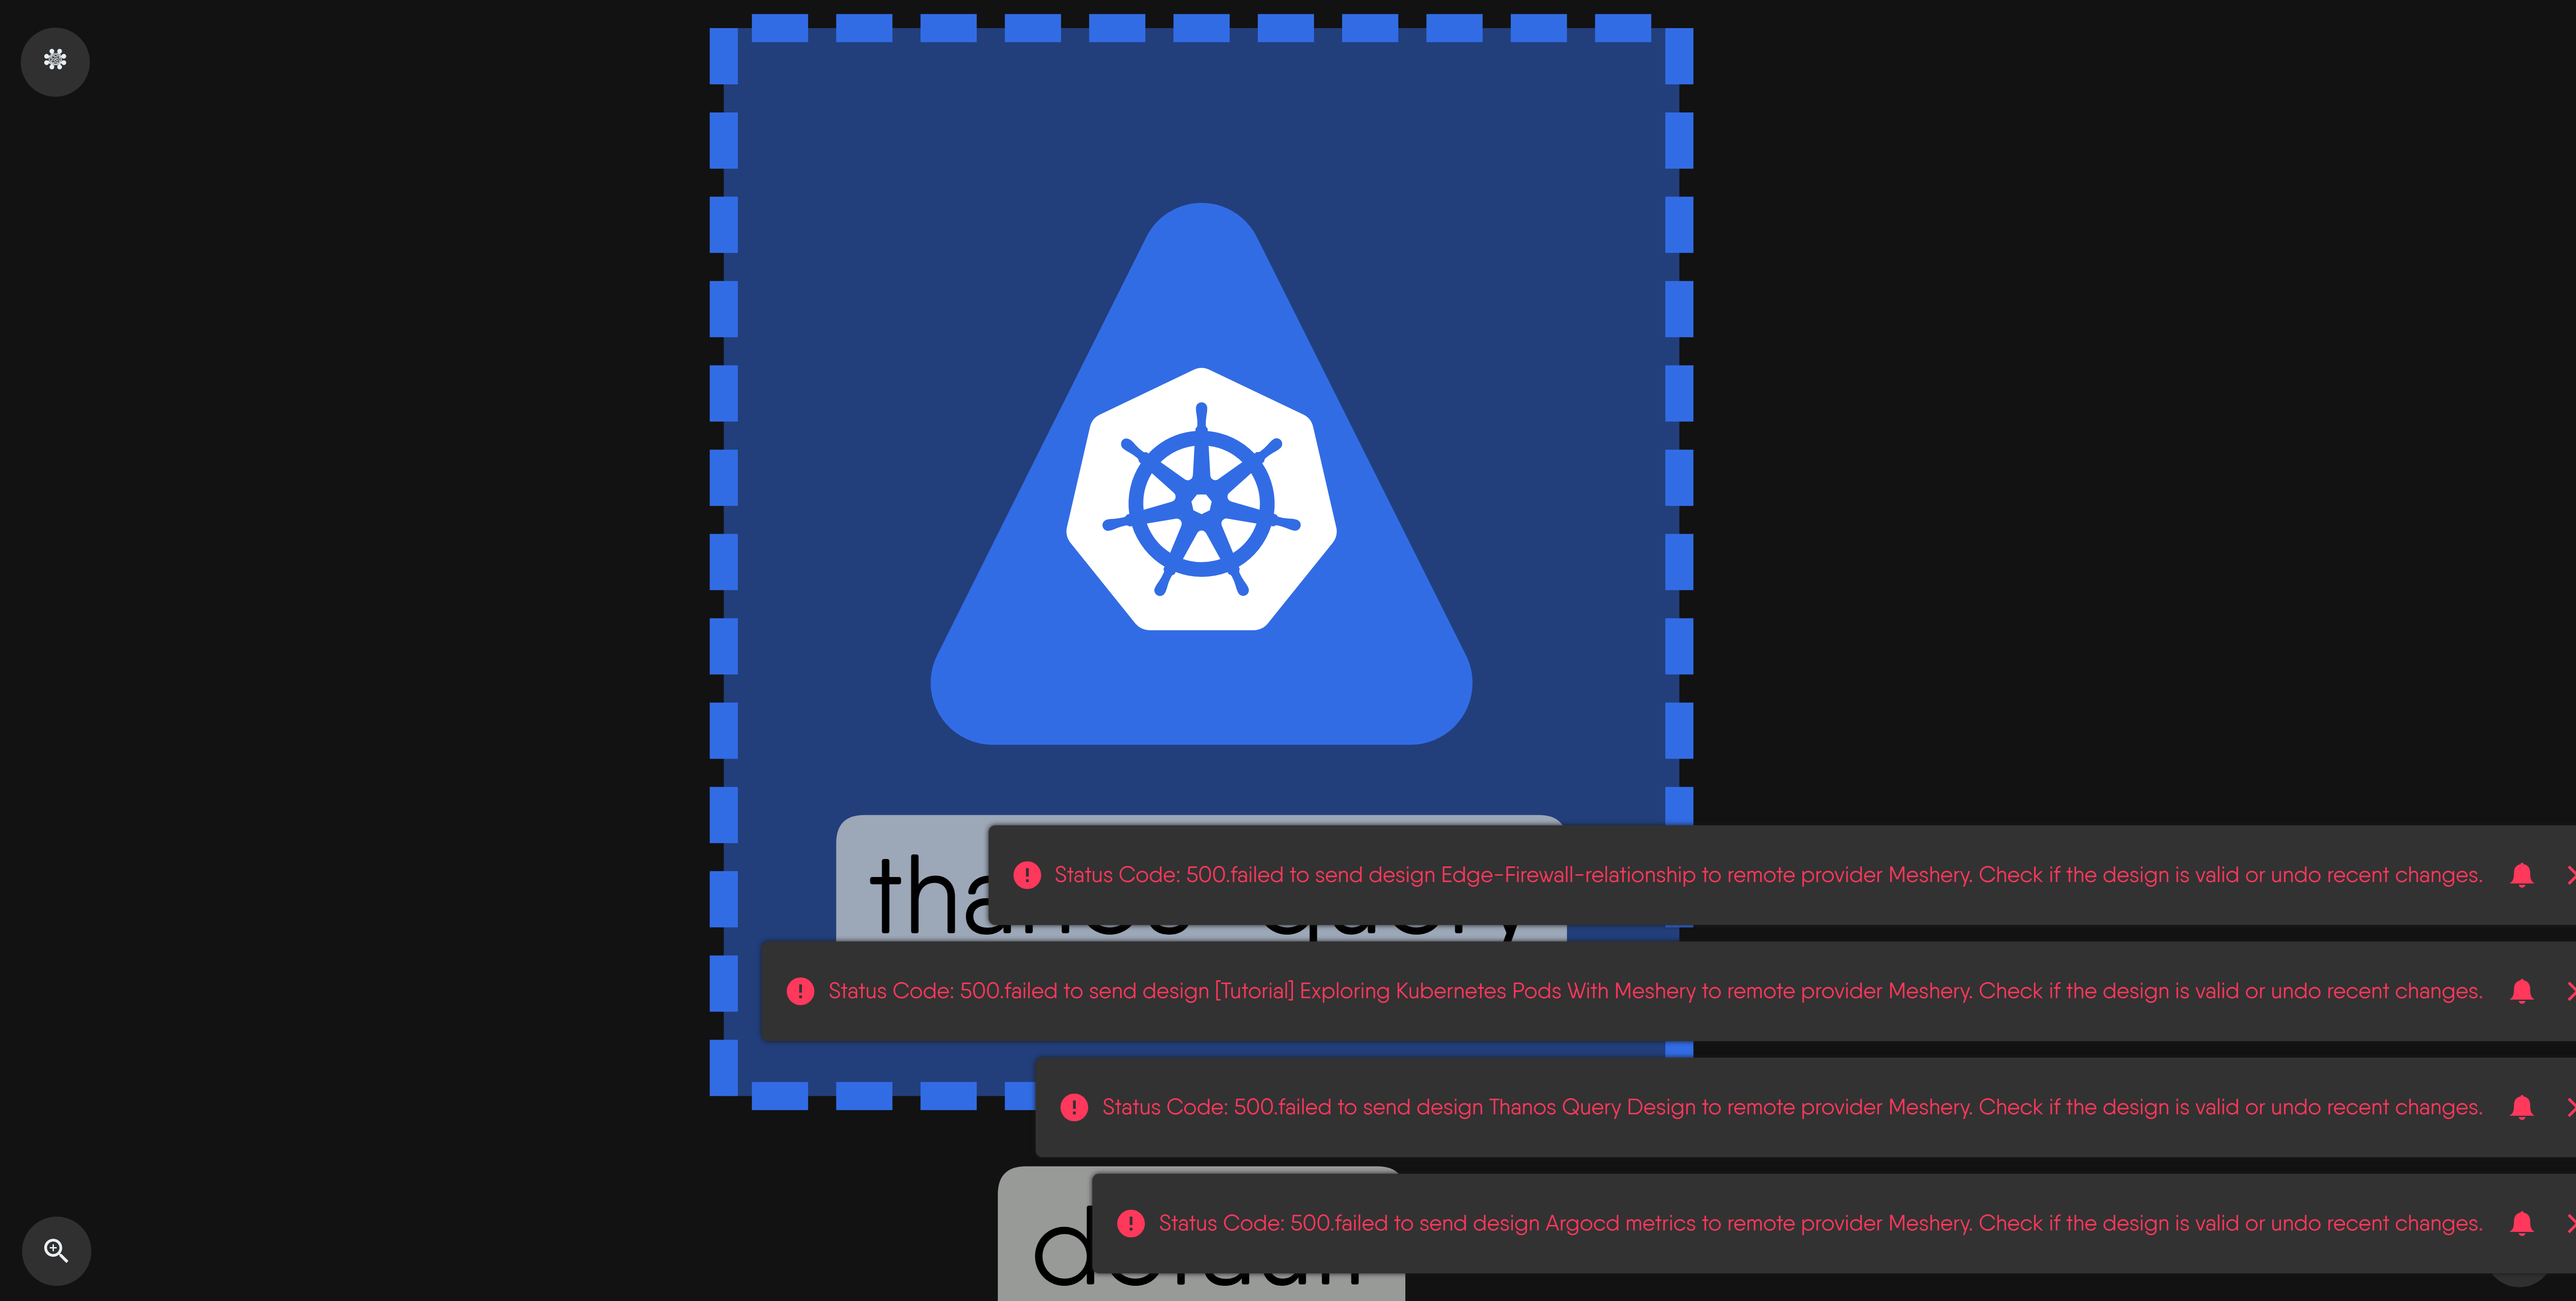 Status Code: 500.failed to send design Edge-Firewall-relationship to remote provider Meshery. Check if the design is valid or undo recent changes.
Status Code: 500.failed to send design [Tutorial] Exploring Kubernetes Pods With Meshery to remote provider Meshery. Check if the design is valid or undo recent changes.
Status Code: 500.failed to send design Thanos Query Design to remote provider Meshery. Check if the design is valid or undo recent changes.
Status Code: 500.failed to send design Argocd metrics to remote provider Meshery. Check if the design is valid or undo recent changes.